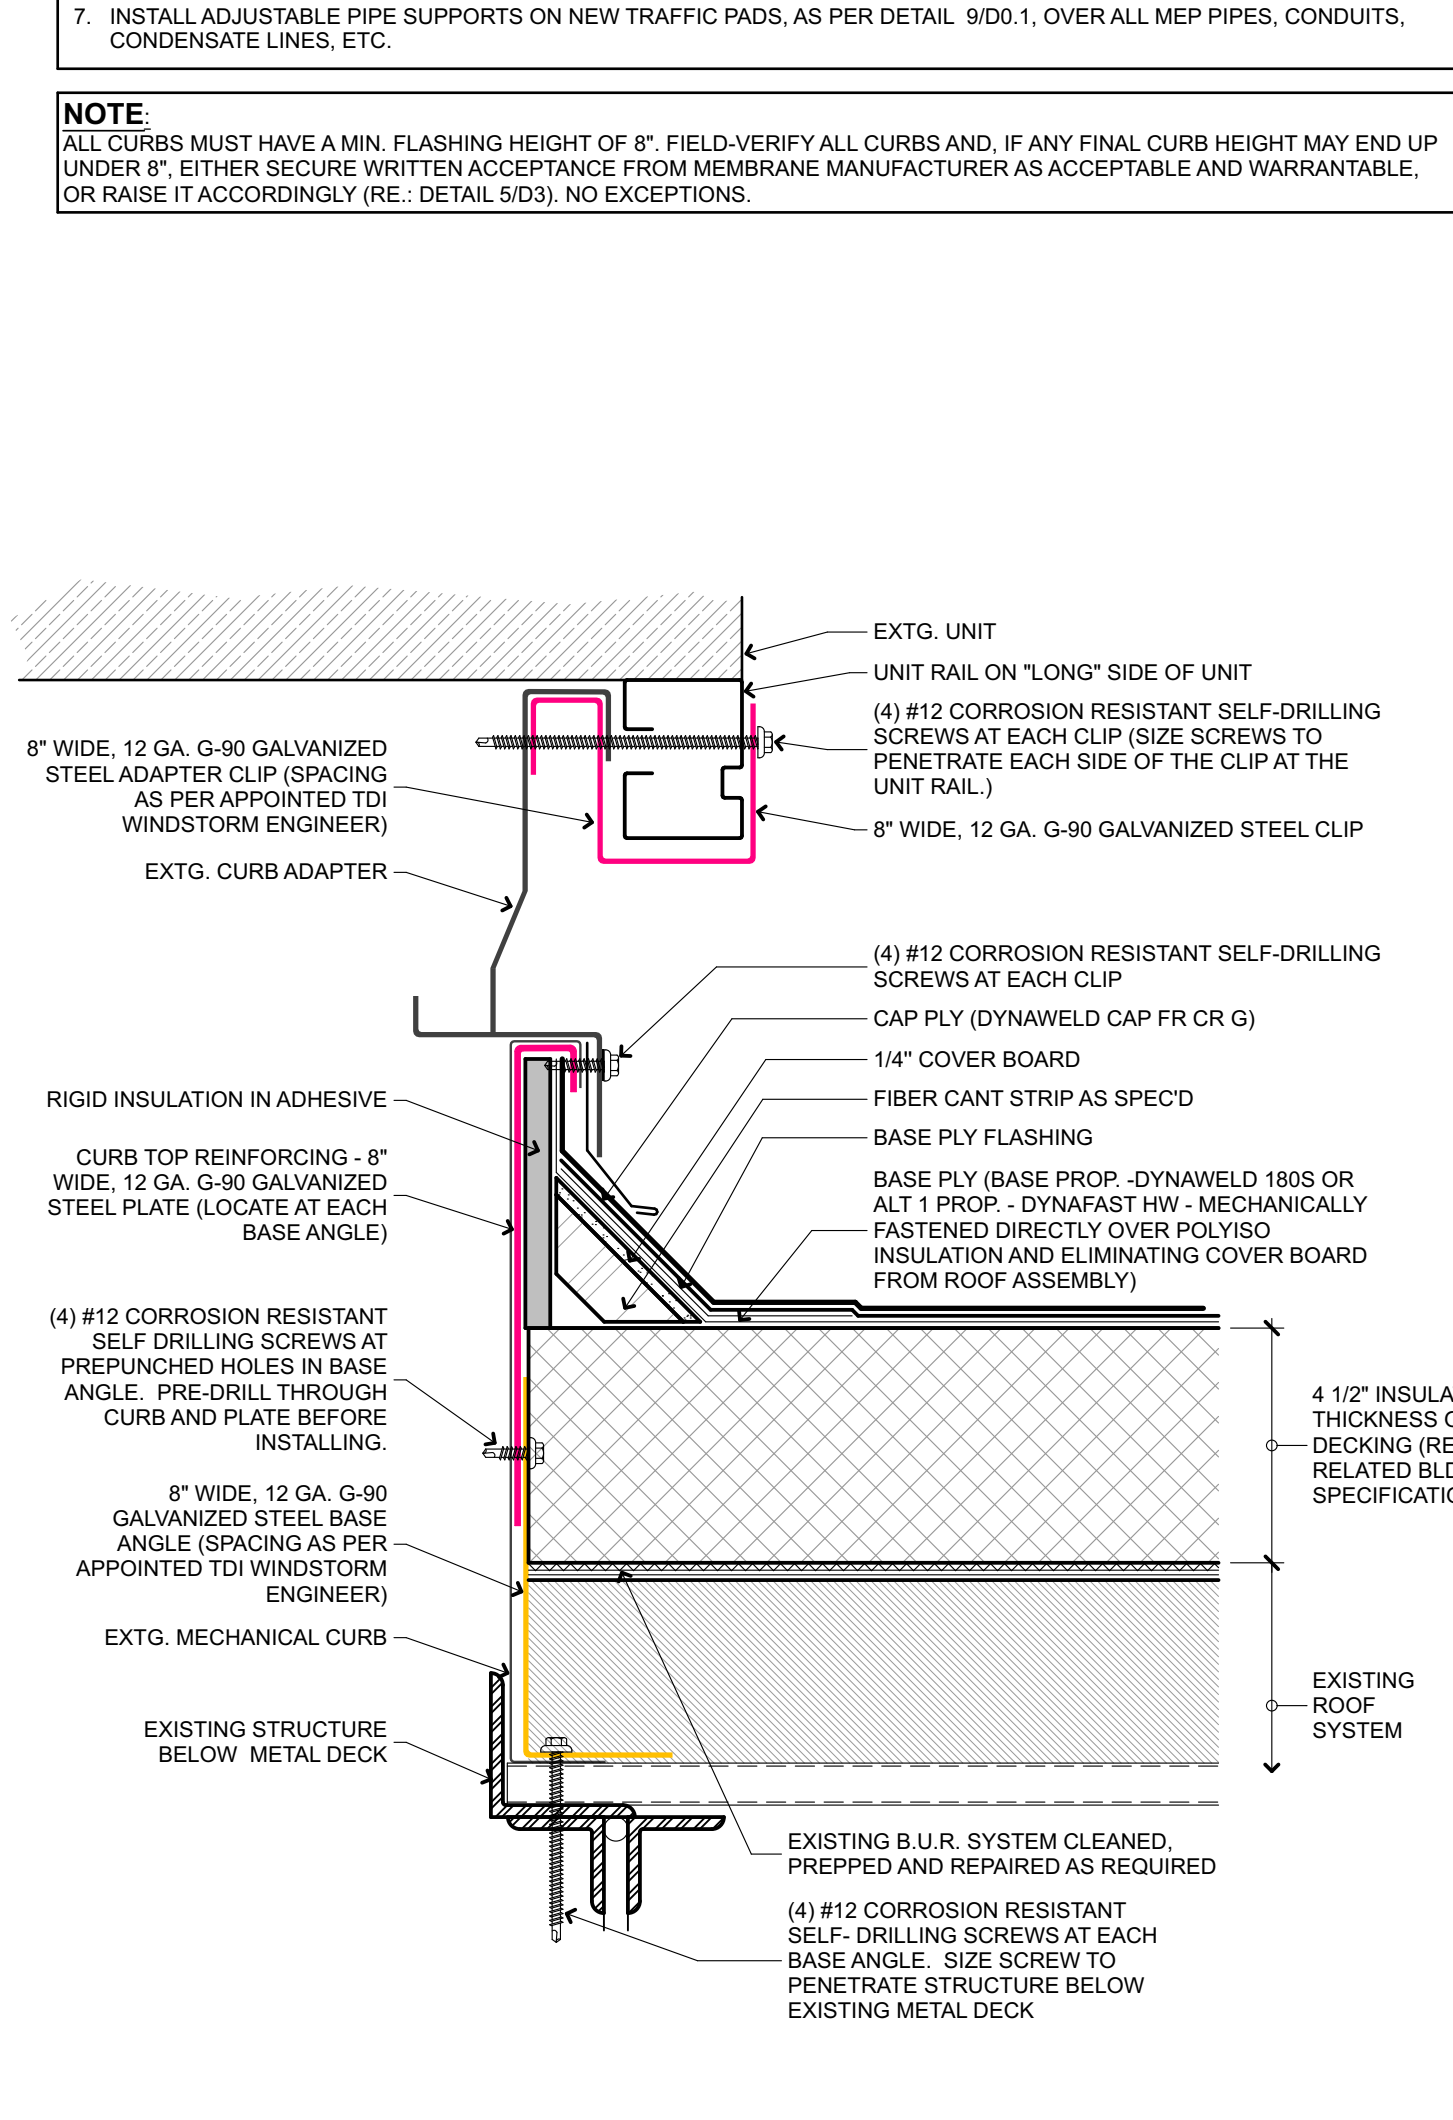 7. INSTALL ADJUSTABLE PIPE SUPPORTS ON NEW TRAFFIC PADS, AS PER DETAIL 9/D0.1, OVER ALL MEP PIPES, CONDUITS,
CONDENSATE LINES, ETC.
NOTE:
ALL CURBS MUST HAVE A MIN. FLASHING HEIGHT OF 8". FIELD-VERIFY ALL CURBS AND, IF ANY FINAL CURB HEIGHT MAY END UP
UNDER 8", EITHER SECURE WRITTEN ACCEPTANCE FROM MEMBRANE MANUFACTURER AS ACCEPTABLE AND WARRANTABLE,
OR RAISE IT ACCORDINGLY (RE.: DETAIL 5/D3). NO EXCEPTIONS.
EXTG. UNIT
UNIT RAIL ON "LONG" SIDE OF UNIT
(4) #12 CORROSION RESISTANT SELF-DRILLING
SCREWS AT EACH CLIP (SIZE SCREWS TO
PENETRATE EACH SIDE OF THE CLIP AT THE
UNIT RAIL.)
8" WIDE, 12 GA. G-90 GALVANIZED STEEL CLIP
8" WIDE, 12 GA. G-90 GALVANIZED
STEEL ADAPTER CLIP (SPACING
AS PER APPOINTED TDI
WINDSTORM ENGINEER)
EXTG. CURB ADAPTER
(4) #12 CORROSION RESISTANT SELF-DRILLING
SCREWS AT EACH CLIP
CAP PLY (DYNAWELD CAP FR CR G)
1/4" COVER BOARD
FIBER CANT STRIP AS SPEC'D
BASE PLY FLASHING
BASE PLY (BASE PROP. -DYNAWELD 180S OR
ALT 1 PROP. - DYNAFAST HW - MECHANICALLY
FASTENED DIRECTLY OVER POLYISO
INSULATION AND ELIMINATING COVER BOARD
FROM ROOF ASSEMBLY)
RIGID INSULATION IN ADHESIVE
CURB TOP REINFORCING - 8"
WIDE, 12 GA. G-90 GALVANIZED
STEEL PLATE (LOCATE AT EACH
BASE ANGLE)
(4) #12 CORROSION RESISTANT
SELF DRILLING SCREWS AT
PREPUNCHED HOLES IN BASE
ANGLE. PRE-DRILL THROUGH
CURB AND PLATE BEFORE
INSTALLING.
8" WIDE, 12 GA. G-90
GALVANIZED STEEL BASE
ANGLE (SPACING AS PER
APPOINTED TDI WINDSTORM
ENGINEER)
EXTG. MECHANICAL CURB
EXISTING STRUCTURE
BELOW METAL DECK
4 1/2" INSULA
THICKNESS
DECKING (RE
RELATED BLD
SPECIFICATIO
EXISTING
ROOF
SYSTEM
EXISTING B.U.R. SYSTEM CLEANED,
PREPPED AND REPAIRED AS REQUIRED
(4) #12 CORROSION RESISTANT
SELF- DRILLING SCREWS AT EACH
BASE ANGLE. SIZE SCREW TO
PENETRATE STRUCTURE BELOW
EXISTING METAL DECK